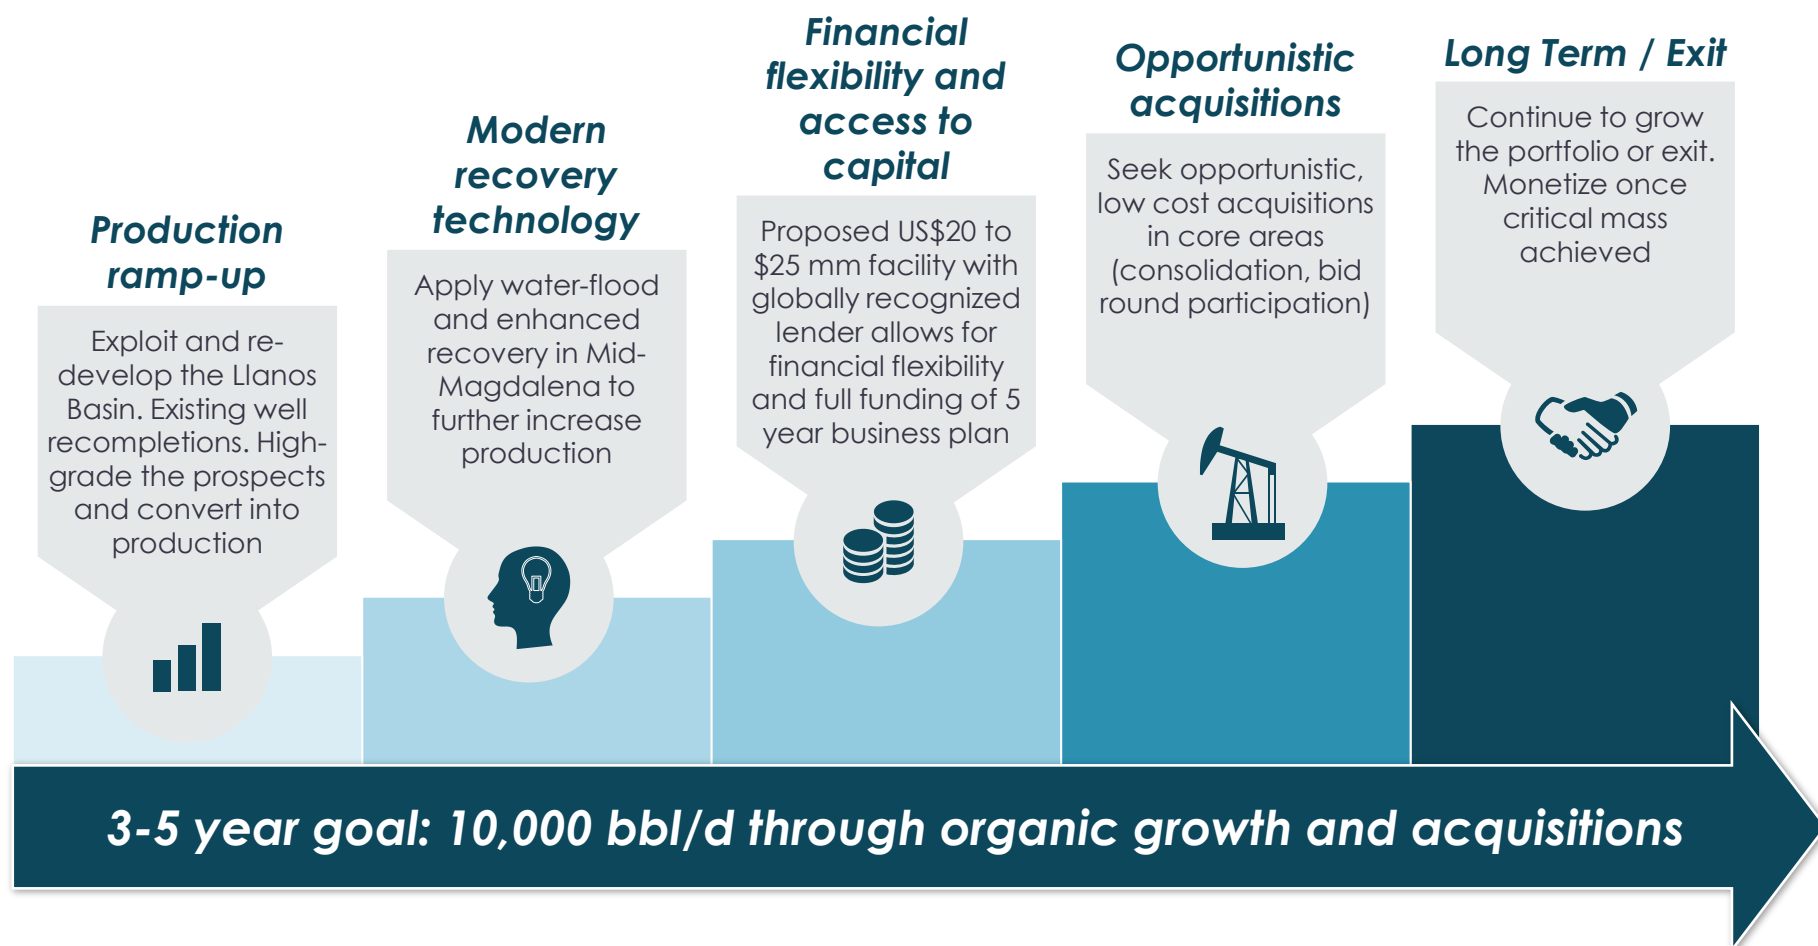 Production
ramp-up
Exploit and re-
develop the Llanos
Basin. Existing well
recompletions. High-
grade the prospects
and convert into
production
Modern
recovery
technology
Apply water-flood
and enhanced
recovery in Mid-
Magdalena to
further increase
production
Financial
flexibility and
access to
capital
Proposed US$20 to
$25 mm facility with
globally recognized
lender allows for
financial flexibility
and full funding of 5
year business plan
Opportunistic
acquisitions
Seek opportunistic,
low cost acquisitions
in core areas
(consolidation, bid
round participation)
Long Term / Exit
Continue to grow
the portfolio or exit.
Monetize once
critical mass
achieved
3-5 year goal: 10,000 bbl/d through organic growth and acquisitions